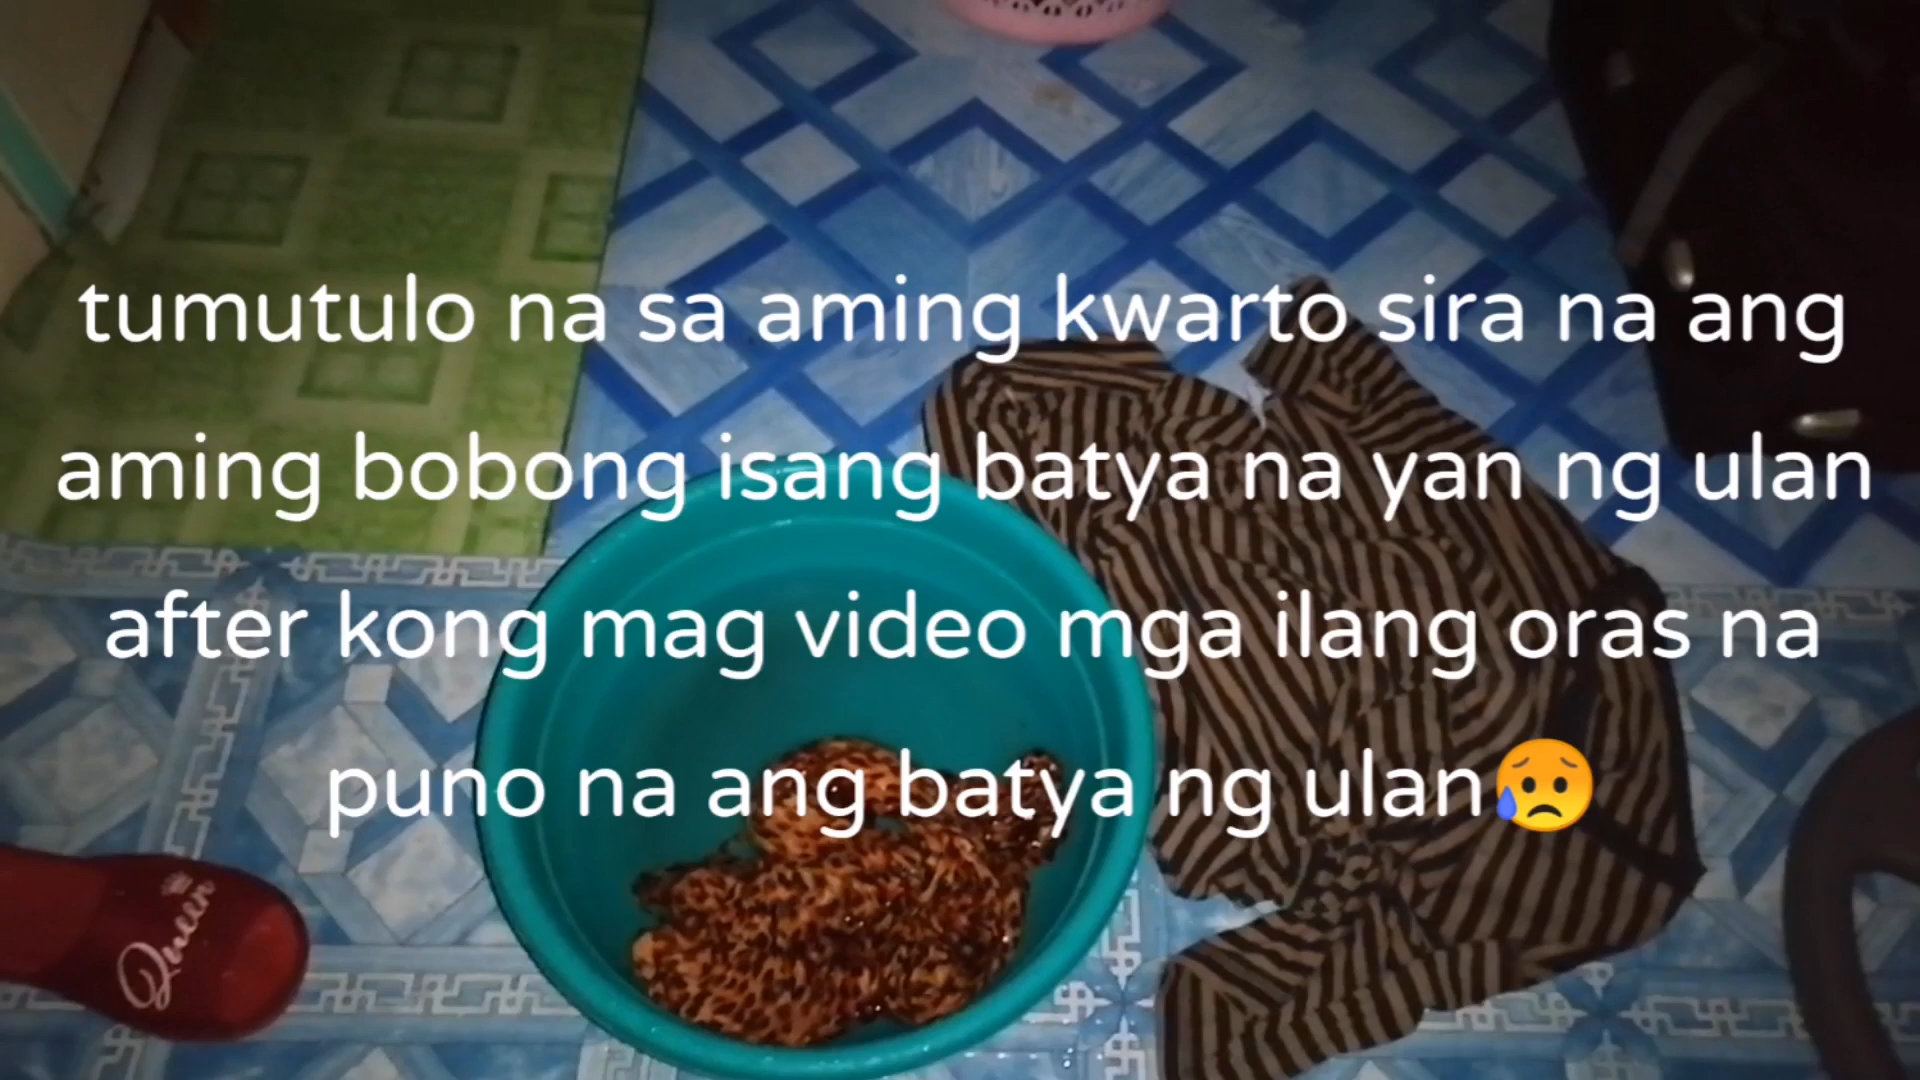 tumutulo na sa aming kwarto sira na ang
aming bobong isang batya na yan ng ulan
after kong mag video mga ilang oras na
puno na ang batya ng ulan😥
Queen